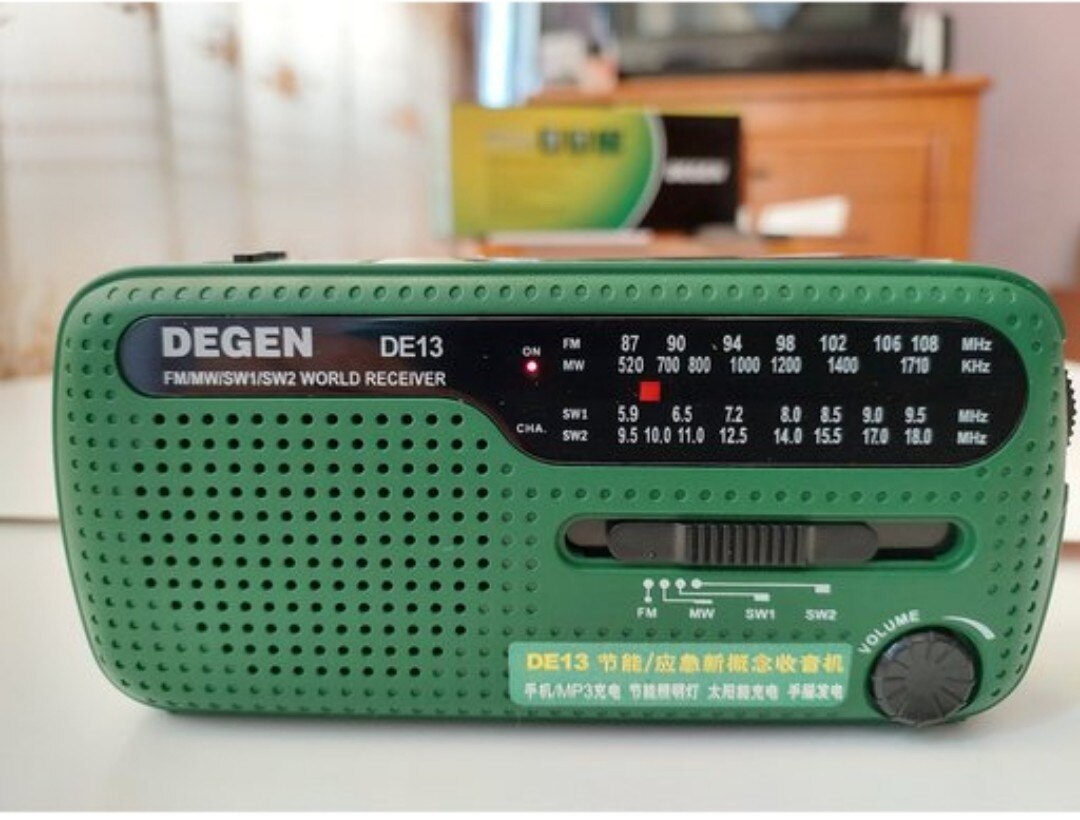 DEGEN DE13
FM/MW/SW1/SW2 WORLD RECEIVER
ON
CHA.
FM 87 90 94 98 102 106 108 MHz
MW 520 700 800 1000 1200 1400 1710 KHz
SW1 5.9 6.5 7.2 8.0 8.5 9.0 9.5 MHz
SW2 9.5 10.0 11.0 12.5 14.0 15.5 17.0 18.0 MHz
FM MW SW1 SW2
VOLUME
DE13 节能/应急新概念收音机
手机/MP3充电 节能照明灯 太阳能充电 手摇发电